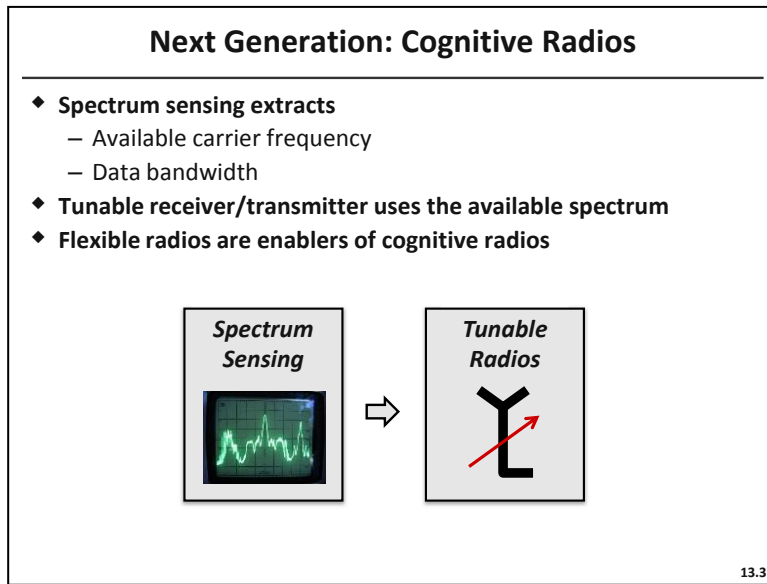 Next Generation: Cognitive Radios
◆ Spectrum sensing extracts
– Available carrier frequency
– Data bandwidth
◆ Tunable receiver/transmitter uses the available spectrum
◆ Flexible radios are enablers of cognitive radios
Spectrum
Sensing
Tunable
Radios
13.3